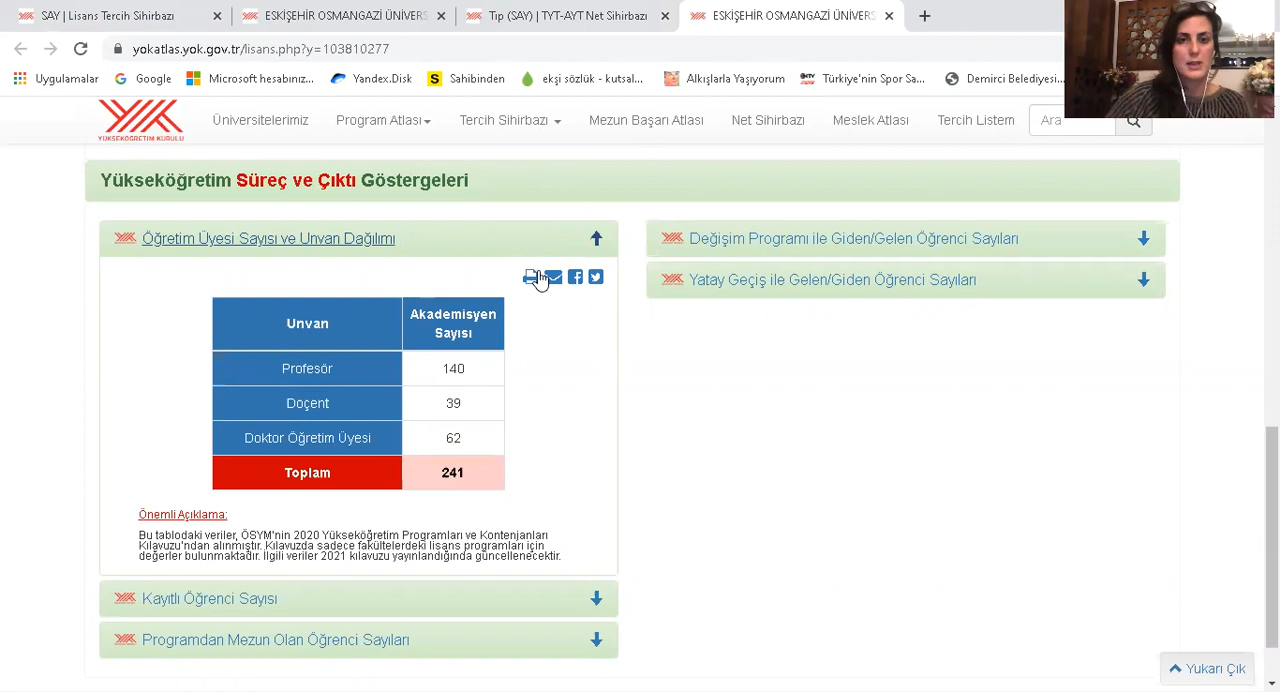 SAY | Lisans Tercih Sihirbazı
ESKİŞEHİR OSMANGAZİ ÜNİVERS
Tıp (SAY) | TYT-AYT Net Sihirbazı
ESKİŞEHİR OSMANGAZİ ÜNİVERS
yokatlas.yok.gov.tr/lisans.php?y=103810277
Uygulamalar
Google
Microsoft hesabınız...
Yandex.Disk
Sahibinden
ekşi sözlük - kutsal...
Alkışlarla Yaşıyorum
Türkiye'nin Spor Sa...
Demirci Belediyesi...
YÜKSEKÖĞRETİM KURULU
Üniversitelerimiz
Program Atlası
Tercih Sihirbazı
Mezun Başarı Atlası
Net Sihirbazı
Meslek Atlası
Tercih Listem
Ara
Yükseköğretim Süreç ve Çıktı Göstergeleri
Öğretim Üyesi Sayısı ve Unvan Dağılımı
Değişim Programı ile Giden/Gelen Öğrenci Sayıları
Yatay Geçiş ile Gelen/Giden Öğrenci Sayıları
Unvan
Akademisyen
Sayısı
Profesör 140
Doçent 39
Doktor Öğretim Üyesi 62
Toplam 241
Önemli Açıklama:
Bu tablodaki veriler, ÖSYM'nin 2020 Yükseköğretim Programları ve Kontenjanları
Kılavuzu'ndan alınmıştır. Kılavuzda sadece fakültelerdeki lisans programları için
değerler bulunmaktadır. İlgili veriler 2021 kılavuzu yayınlandığında güncellenecektir.
Kayıtlı Öğrenci Sayısı
Programdan Mezun Olan Öğrenci Sayıları
Yukarı Çık